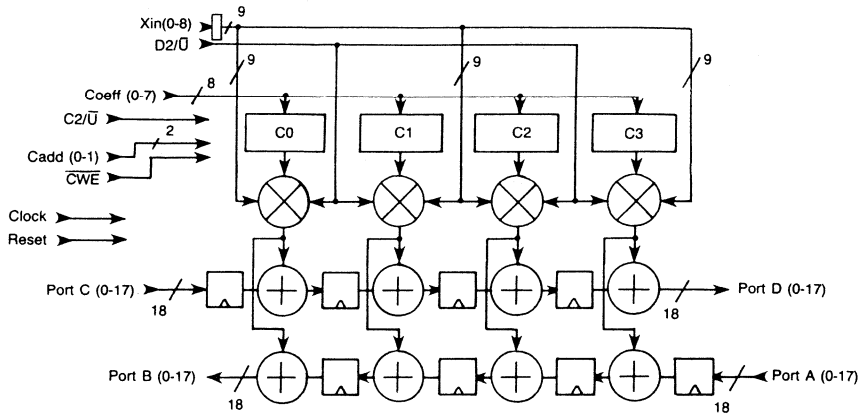 Xin(0-8) 9
D2/Ū
9 9 9
Coeff (0-7) 8
C2/Ū
C0 C1 C2 C3
2
Cadd (0-1)
C̅W̅E̅
Clock
Reset
Port C (0-17) 18
18 Port D (0-17)
Port B (0-17) 18
18 Port A (0-17)